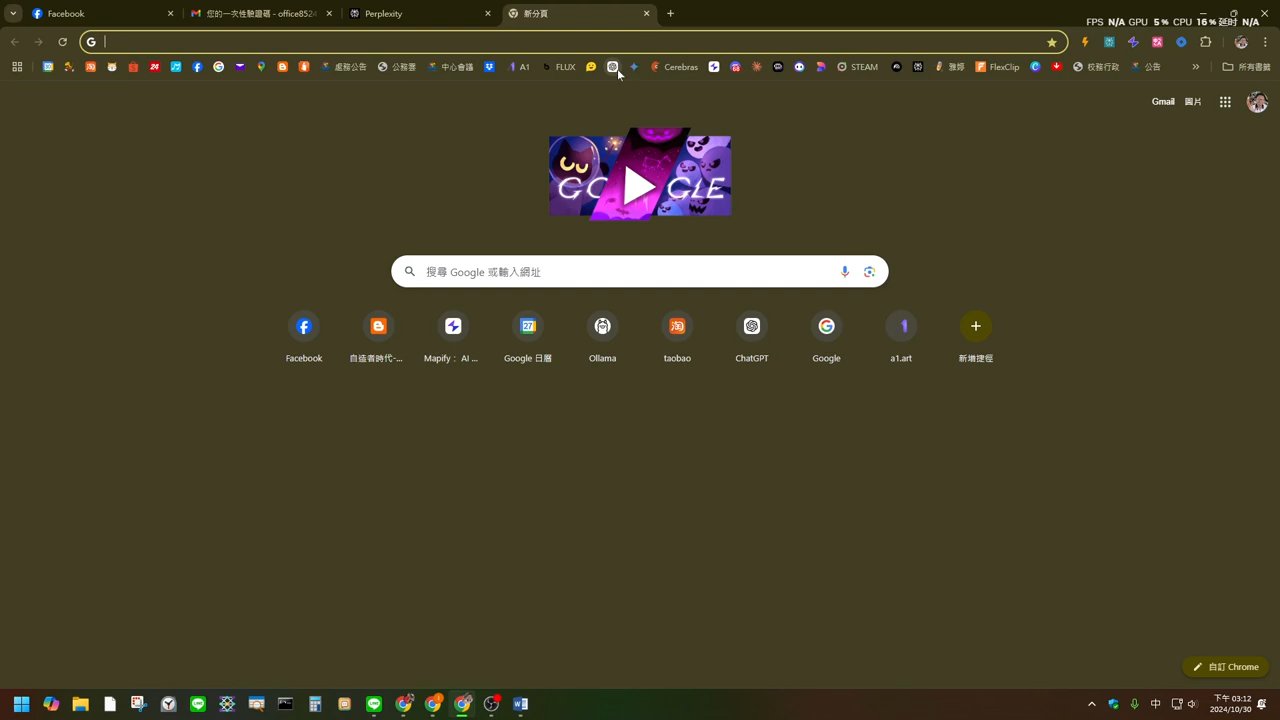 Facebook
您的一次性驗證碼 - office8524
Perplexity
新分頁
FPS N/A GPU 5 % CPU 16 % 延时 N/A
處務公告
公務雲
中心會議
A1
FLUX
Cerebras
STEAM
雅婷
FlexClip
校務行政
公告
所有書籤
Gmail
圖片
GOOGLE
搜尋 Google 或輸入網址
Facebook
自造者時代-...
Mapify： AI ...
Google 日曆
Ollama
taobao
ChatGPT
Google
a1.art
新增捷徑
自訂 Chrome
中
下午 03:12
2024/10/30